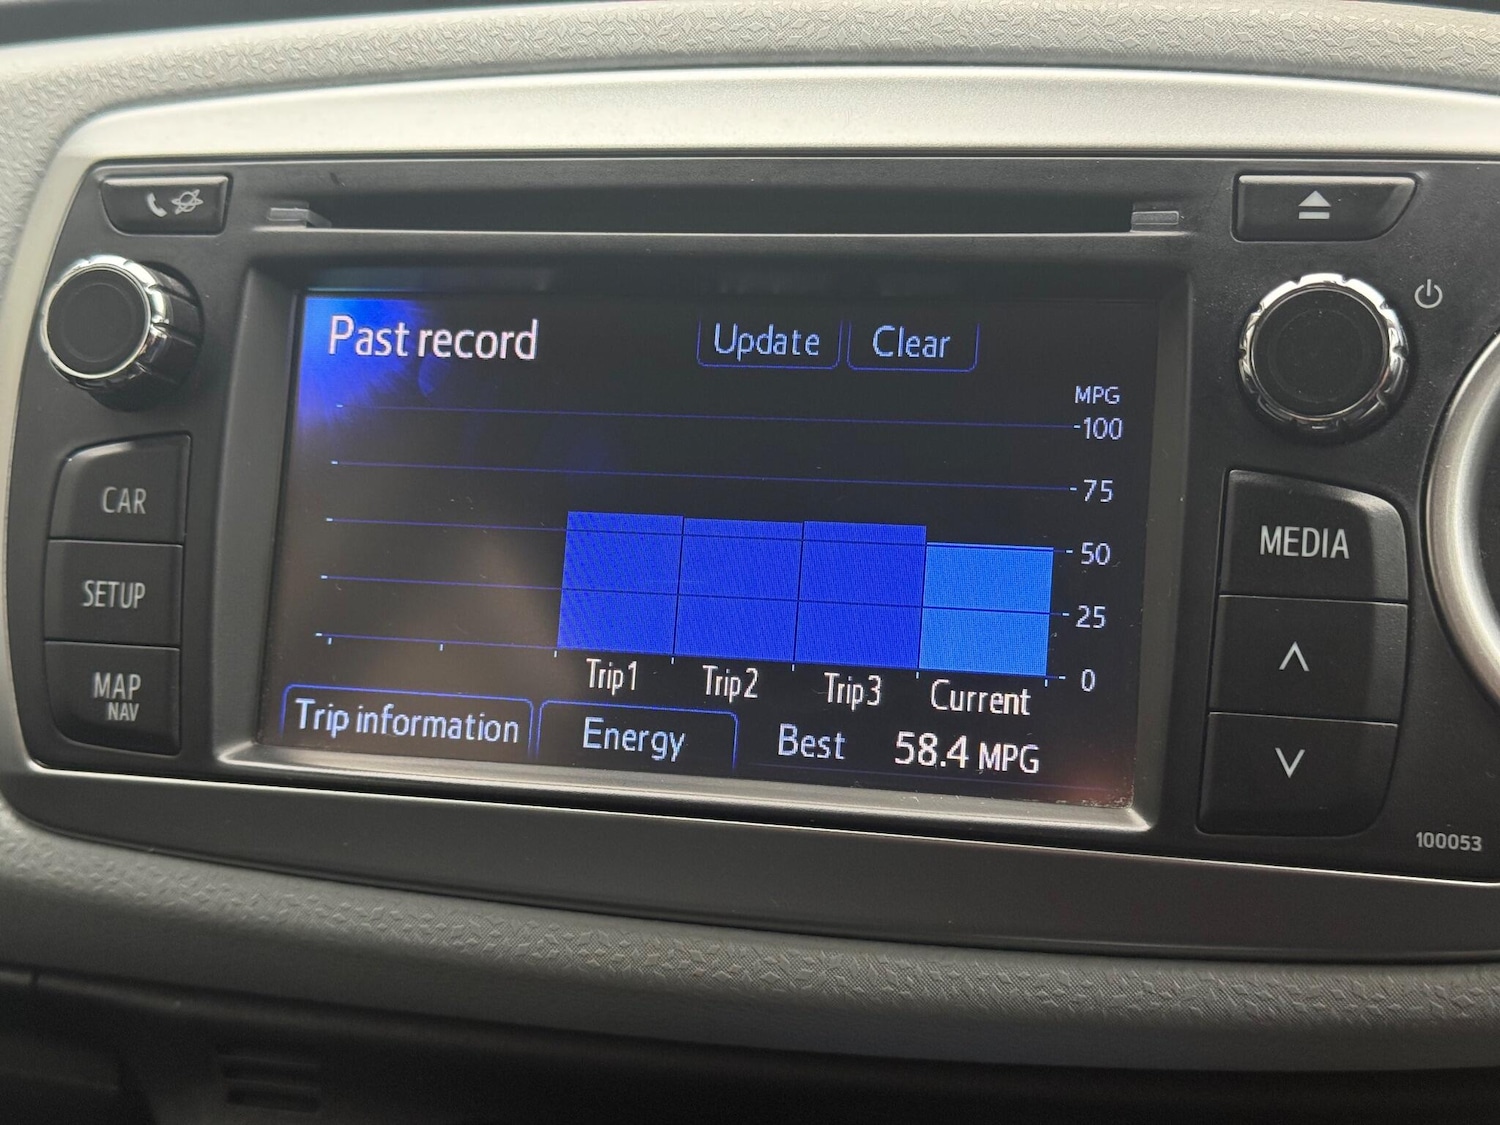 Past record
Update
Clear
MPG
100
75
50
25
0
Trip1
Trip2
Trip3
Current
Trip information
Energy
Best 58.4 MPG
CAR
SETUP
MAP
NAV
MEDIA
100053